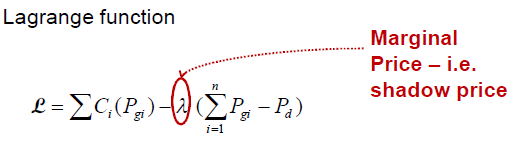 Lagrange function
Marginal
Price – i.e.
shadow price
ℒ = ∑ C_i(P_gi) − λ (∑_{i=1}^{n} P_gi − P_d)